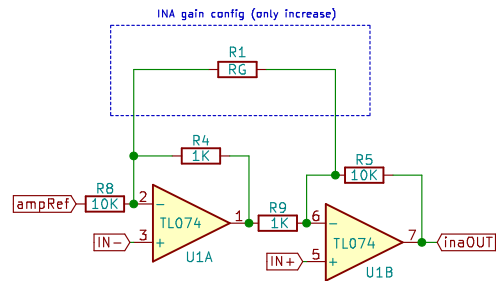 INA gain config (only increase)
R1
RG
R4
1K
R5
10K
ampRef
R8
10K
2
−
1
R9
1K
6
−
TL074
3
+
IN-
U1A
TL074
7
inaOUT
IN+
5
+
U1B